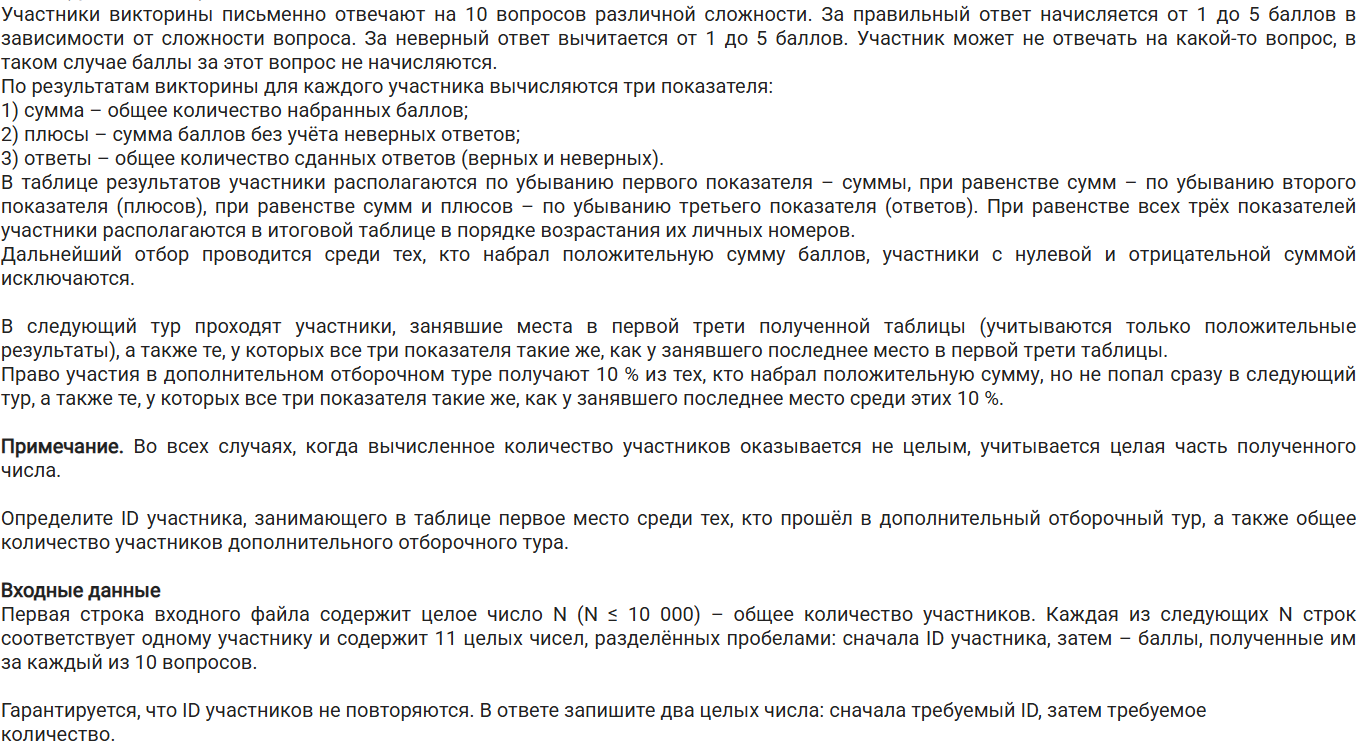 Участники викторины письменно отвечают на 10 вопросов различной сложности. За правильный ответ начисляется от 1 до 5 баллов в
зависимости от сложности вопроса. За неверный ответ вычитается от 1 до 5 баллов. Участник может не отвечать на какой-то вопрос, в
таком случае баллы за этот вопрос не начисляются.
По результатам викторины для каждого участника вычисляются три показателя:
1) сумма – общее количество набранных баллов;
2) плюсы – сумма баллов без учёта неверных ответов;
3) ответы – общее количество сданных ответов (верных и неверных).
В таблице результатов участники располагаются по убыванию первого показателя – суммы, при равенстве сумм – по убыванию второго
показателя (плюсов), при равенстве сумм и плюсов – по убыванию третьего показателя (ответов). При равенстве всех трёх показателей
участники располагаются в итоговой таблице в порядке возрастания их личных номеров.
Дальнейший отбор проводится среди тех, кто набрал положительную сумму баллов, участники с нулевой и отрицательной суммой
исключаются.
В следующий тур проходят участники, занявшие места в первой трети полученной таблицы (учитываются только положительные
результаты), а также те, у которых все три показателя такие же, как у занявшего последнее место в первой трети таблицы.
Право участия в дополнительном отборочном туре получают 10 % из тех, кто набрал положительную сумму, но не попал сразу в следующий
тур, а также те, у которых все три показателя такие же, как у занявшего последнее место среди этих 10 %.
Примечание. Во всех случаях, когда вычисленное количество участников оказывается не целым, учитывается целая часть полученного
числа.
Определите ID участника, занимающего в таблице первое место среди тех, кто прошёл в дополнительный отборочный тур, а также общее
количество участников дополнительного отборочного тура.
Входные данные
Первая строка входного файла содержит целое число N (N ≤ 10 000) – общее количество участников. Каждая из следующих N строк
соответствует одному участнику и содержит 11 целых чисел, разделённых пробелами: сначала ID участника, затем – баллы, полученные им
за каждый из 10 вопросов.
Гарантируется, что ID участников не повторяются. В ответе запишите два целых числа: сначала требуемый ID, затем требуемое
количество.